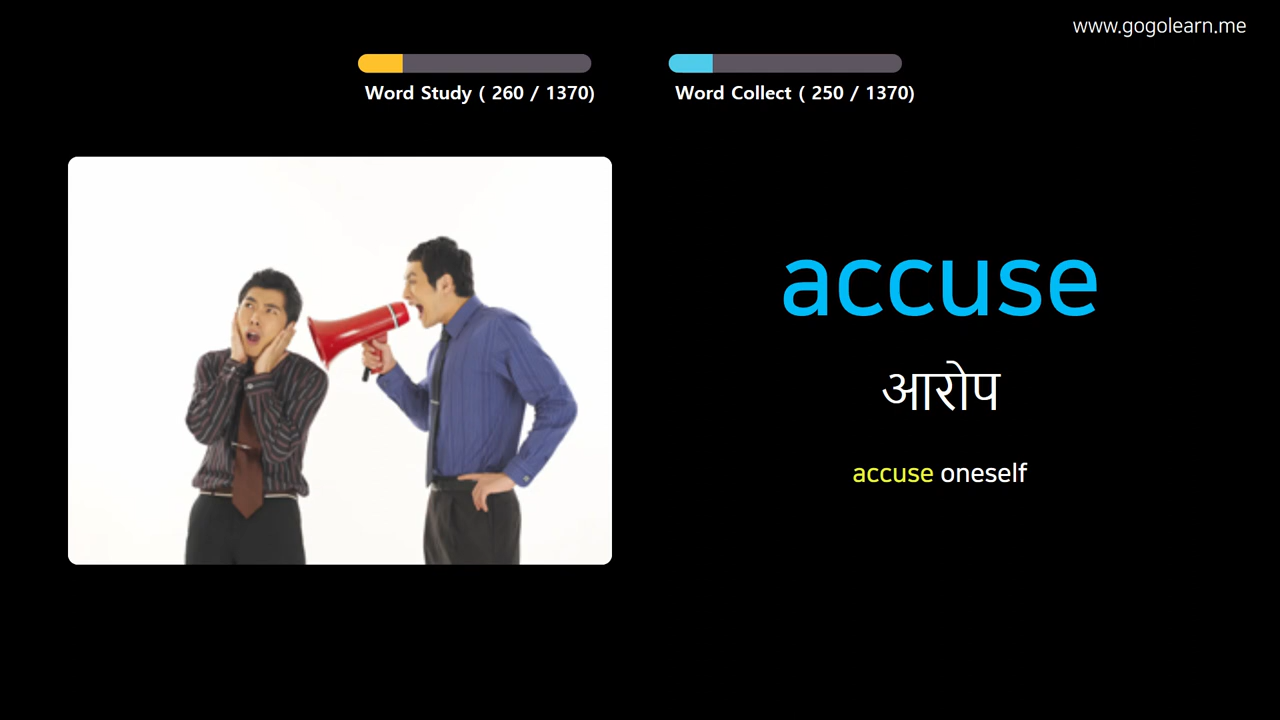 www.gogolearn.me
Word Study ( 260 / 1370)
Word Collect ( 250 / 1370)
accuse
आरोप
accuse oneself